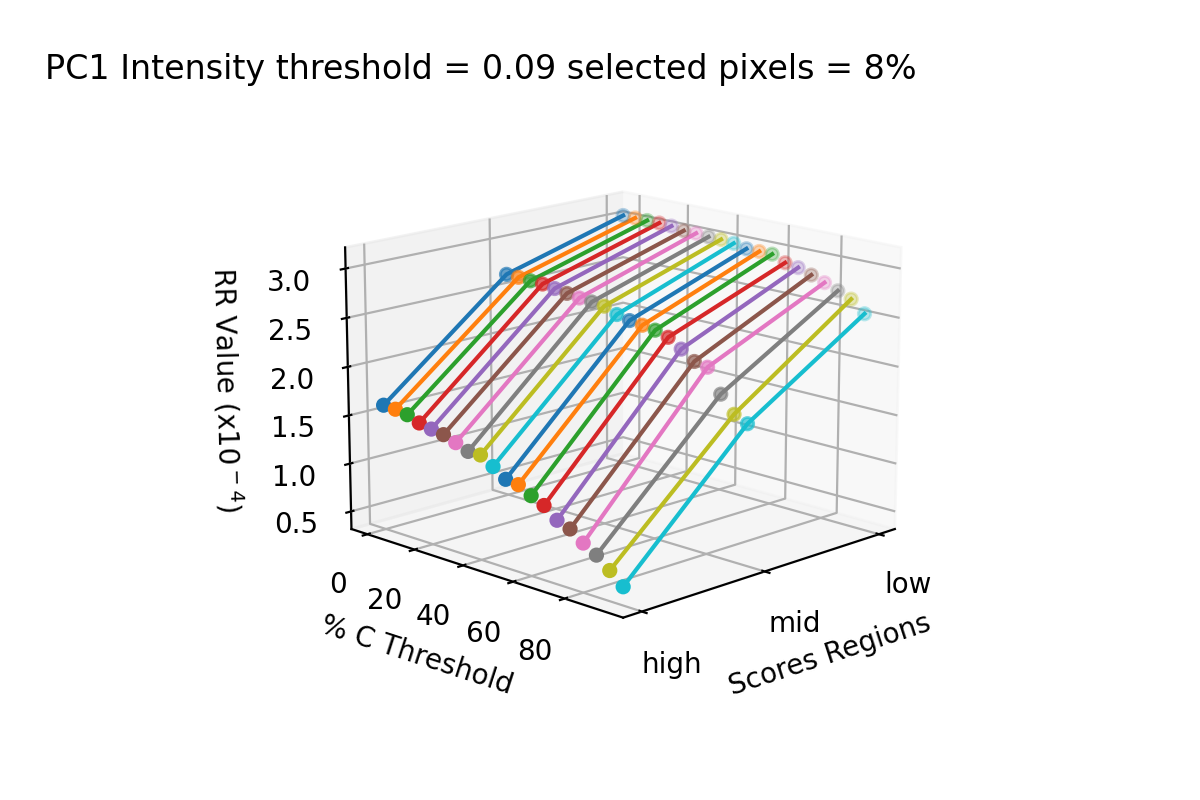 PC1 Intensity threshold = 0.09 selected pixels = 8%
RR Value (x10⁻⁴)
3.0
2.5
2.0
1.5
1.0
0.5
0
20
40
60
80
% C Threshold
high
mid
low
Scores Regions